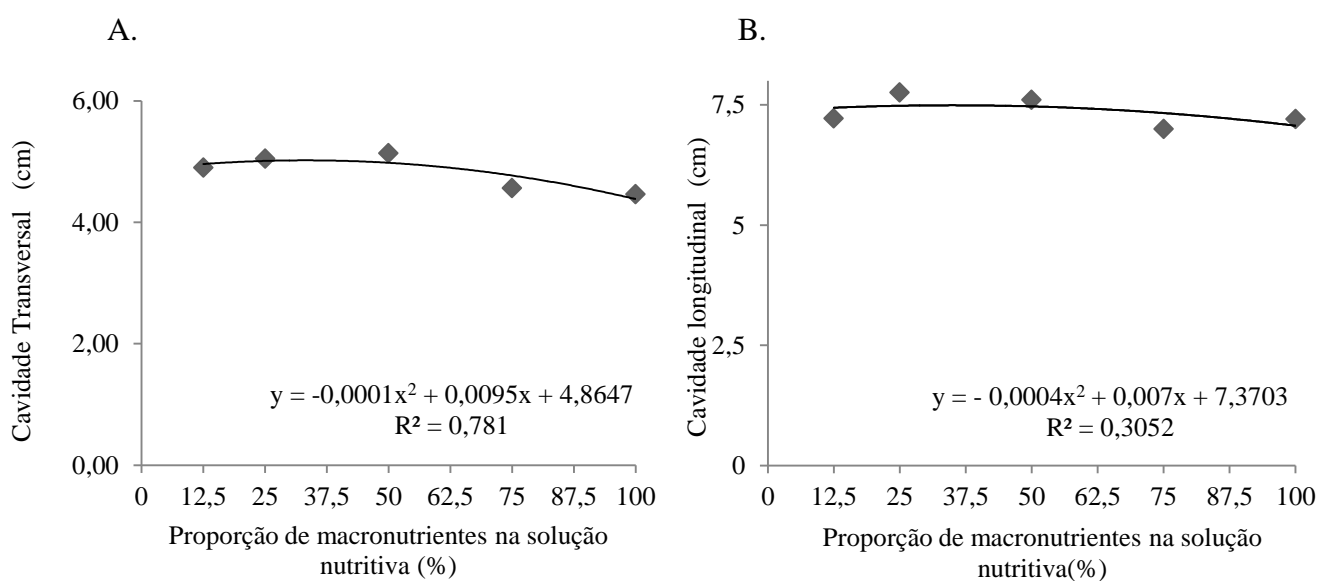 A.
Cavidade Transversal (cm)
6,00
4,00
2,00
0,00
y = -0,0001x² + 0,0095x + 4,8647
R² = 0,781
0 12,5 25 37,5 50 62,5 75 87,5 100
Proporção de macronutrientes na solução
nutritiva (%)
B.
Cavidade longitudinal (cm)
7,5
5
2,5
0
y = - 0,0004x² + 0,007x + 7,3703
R² = 0,3052
0 12,5 25 37,5 50 62,5 75 87,5 100
Proporção de macronutrientes na solução
nutritiva(%)